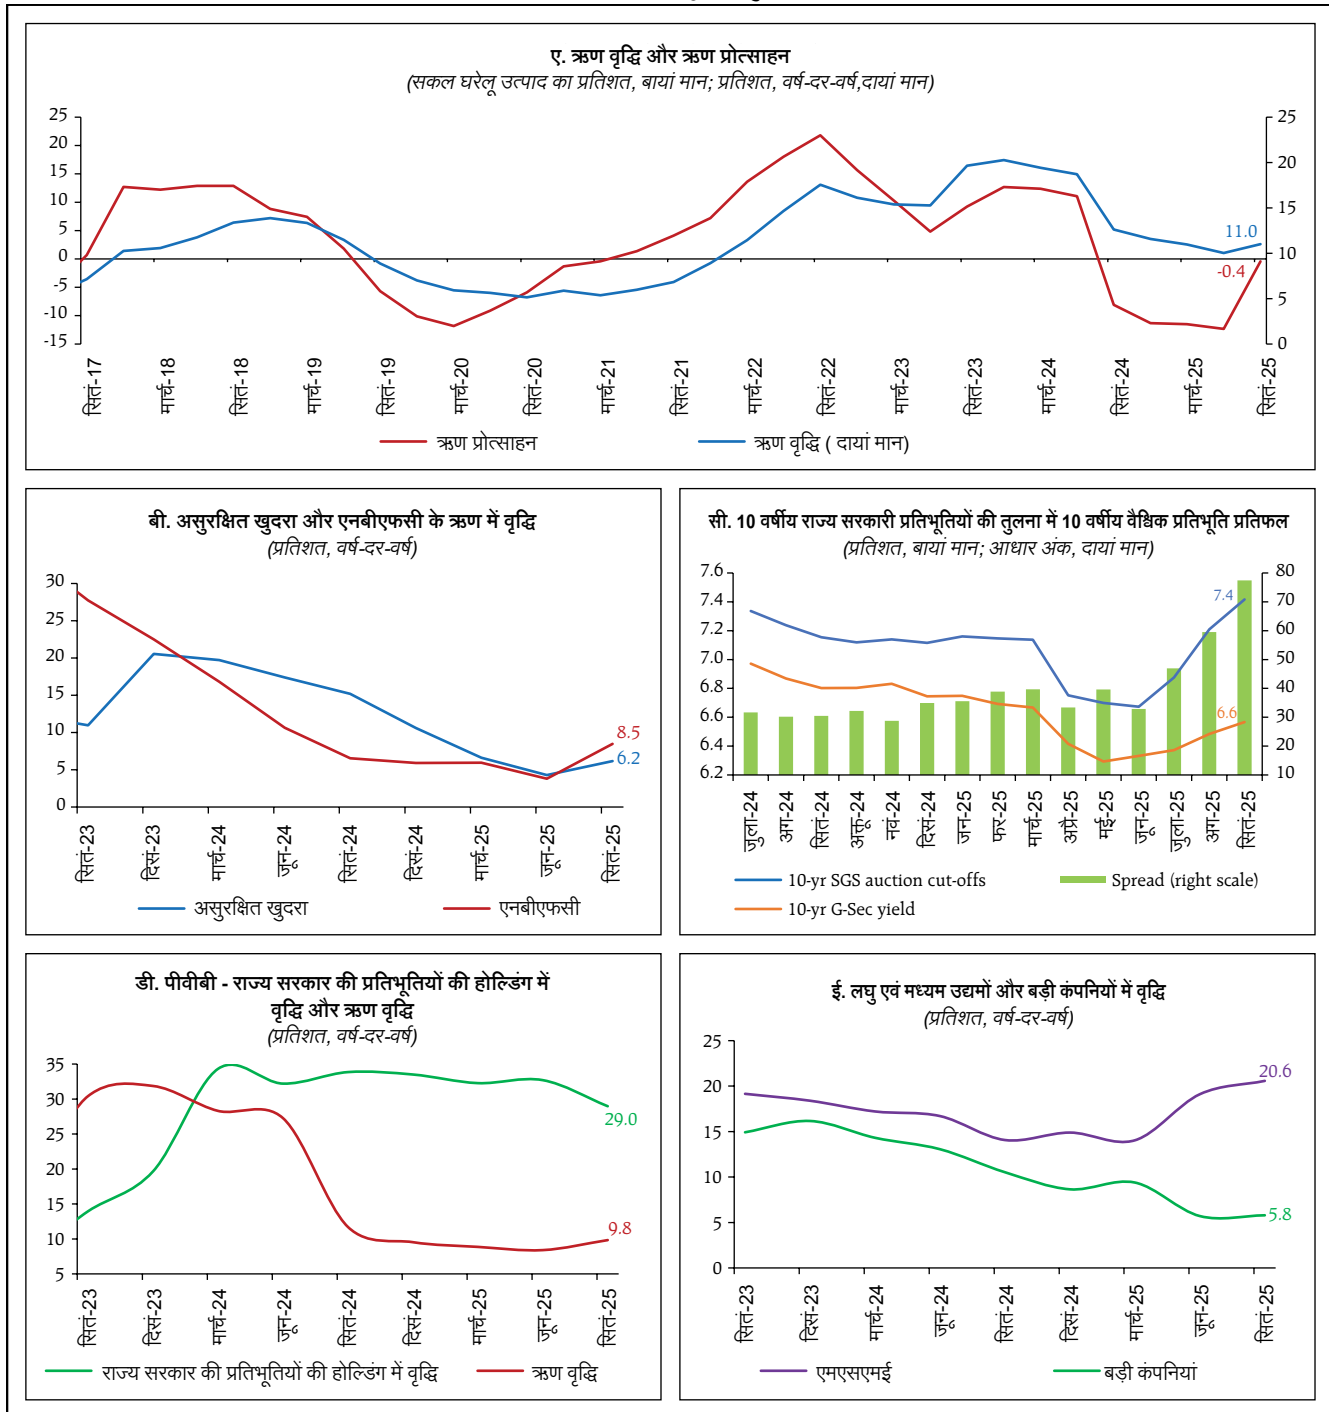 ए. ऋण वृद्धि और ऋण प्रोत्साहन
(सकल घरेलू उत्पाद का प्रतिशत, बायां मान; प्रतिशत, वर्ष-दर-वर्ष,दायां मान)
25 25
20
15 20
10 15
5
0 10
-5
-10 5
-15 0
11.0
-0.4
सितं-17 मार्च-18 सितं-18 मार्च-19 सितं-19 मार्च-20 सितं-20 मार्च-21 सितं-21 मार्च-22 सितं-22 मार्च-23 सितं-23 मार्च-24 सितं-24 मार्च-25 सितं-25
ऋण प्रोत्साहन ऋण वृद्धि ( दायां मान)
बी. असुरक्षित खुदरा और एनबीएफसी के ऋण में वृद्धि
(प्रतिशत, वर्ष-दर-वर्ष)
30
25
20
15
10
5
0
8.5
6.2
सितं-23 दिसं-23 मार्च-24 जून-24 सितं-24 दिसं-24 मार्च-25 जून-25 सितं-25
असुरक्षित खुदरा एनबीएफसी
सी. 10 वर्षीय राज्य सरकारी प्रतिभूतियों की तुलना में 10 वर्षीय वैश्विक प्रतिभूति प्रतिफल
(प्रतिशत, बायां मान; आधार अंक, दायां मान)
7.6 80
7.4 70
7.2 60
7.0 50
6.8 40
6.6 30
6.4 20
6.2 10
7.4
6.6
जुला-24 अग-24 सितं-24 अक्तू-24 नवं-24 दिसं-24 जन-25 फर-25 मार्च-25 अप्रै-25 मई-25 जून-25 जुला-25 अग-25 सितं-25
10-yr SGS auction cut-offs Spread (right scale)
10-yr G-Sec yield
डी. पीवीबी - राज्य सरकार की प्रतिभूतियों की होल्डिंग में
वृद्धि और ऋण वृद्धि
(प्रतिशत, वर्ष-दर-वर्ष)
35
30
25
20
15
10
5
29.0
9.8
सितं-23 दिसं-23 मार्च-24 जून-24 सितं-24 दिसं-24 मार्च-25 जून-25 सितं-25
राज्य सरकार की प्रतिभूतियों की होल्डिंग में वृद्धि ऋण वृद्धि
ई. लघु एवं मध्यम उद्यमों और बड़ी कंपनियों में वृद्धि
(प्रतिशत, वर्ष-दर-वर्ष)
25
20
15
10
5
0
20.6
5.8
सितं-23 दिसं-23 मार्च-24 जून-24 सितं-24 दिसं-24 मार्च-25 जून-25 सितं-25
एमएसएमई बड़ी कंपनियां